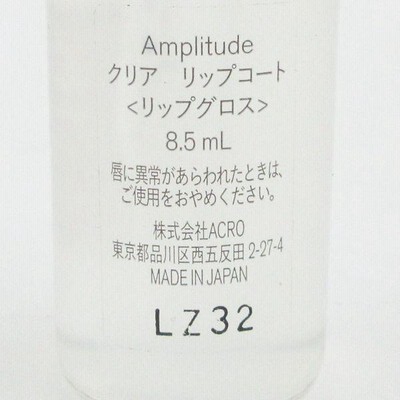 Amplitude
クリア　リップコート
<リップグロス>
8.5 mL
唇に異常があらわれたときは、
ご使用をおやめください。
株式会社ACRO
東京都品川区西五反田 2-27-4
MADE IN JAPAN
LZ32